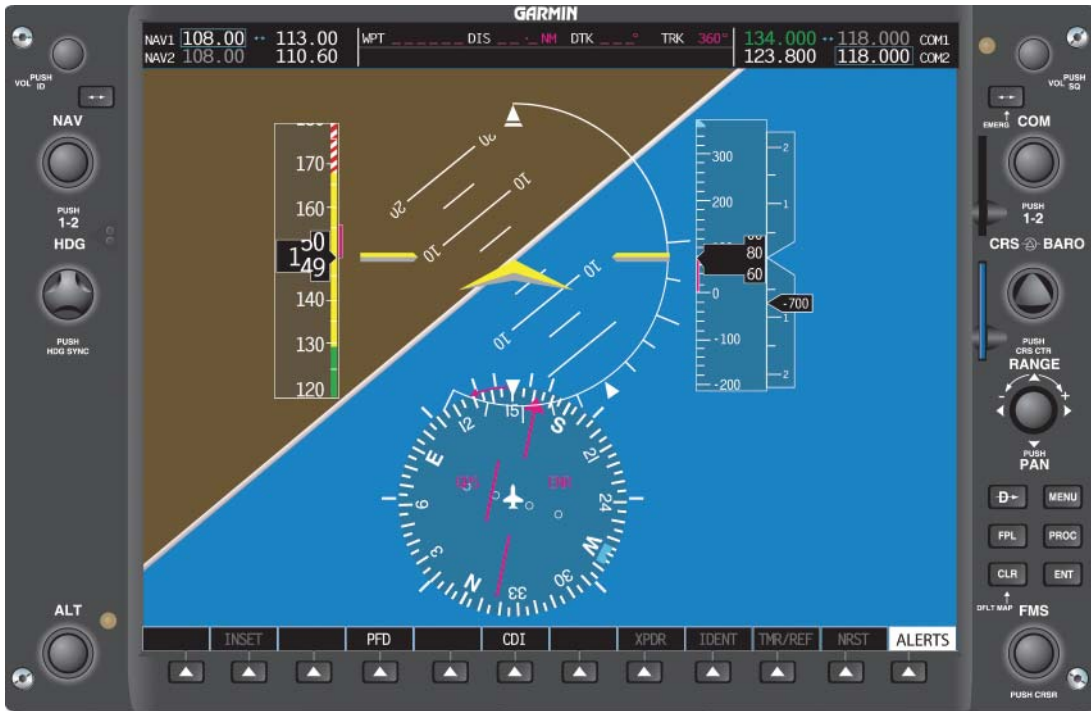 GARMIN
NAV1 108.00 ↔ 113.00
NAV2 108.00 110.60
WPT _ _ _ _ _ _ DIS _ _ ._ NM DTK _ _ _° TRK 360°
134.000 ↔ 118.000 COM1
123.800 118.000 COM2
VOL PUSH ID
NAV
PUSH
1-2
HDG
PUSH
HDG SYNC
ALT
VOL PUSH SQ
EMERG
COM
PUSH
1-2
CRS BARO
PUSH
CRS CTR
RANGE
- +
PUSH
PAN
D MENU
FPL PROC
CLR ENT
DFLT MAP
FMS
PUSH CRSR
170
160
150
149
140
130
120
20 20
10 10
10 10
300
200
80
60
0
-100
-200
2
1
-700
1
2
12 15 S 21 24 W 30 33 N 3 6 E
INSET PFD CDI XPDR IDENT TMR/REF NRST ALERTS